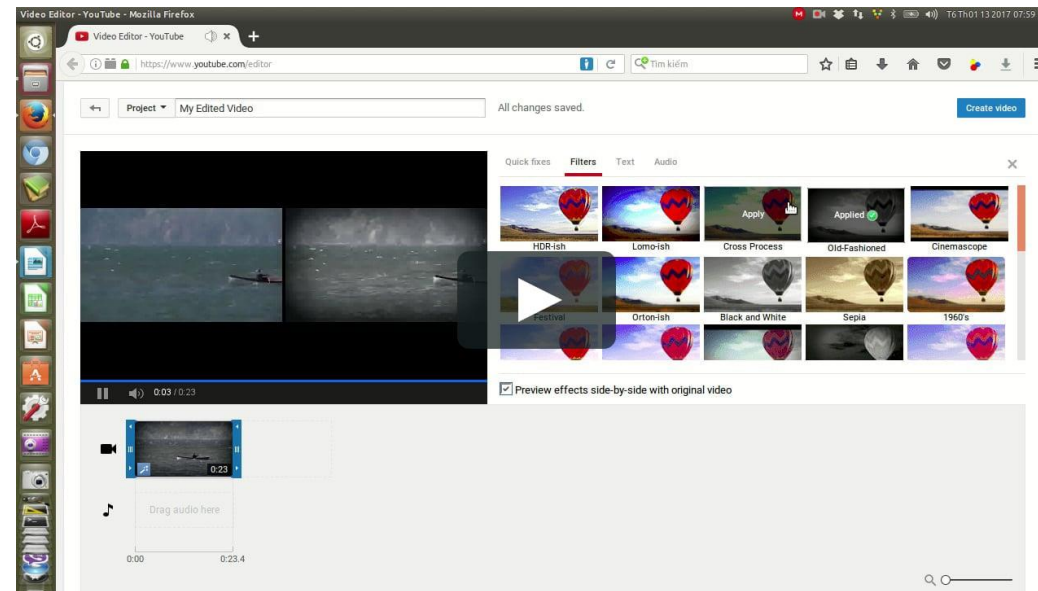 Video Editor - YouTube - Mozilla Firefox
T6 Th01 13 2017 07:59
Video Editor - YouTube
https://www.youtube.com/editor
Tìm kiếm
Project
My Edited Video
All changes saved.
Create video
Quick fixes Filters Text Audio
Apply
Applied
HDR-ish Lomo-ish Cross Process Old-Fashioned Cinemascope
Festival Orton-ish Black and White Sepia 1960's
Preview effects side-by-side with original video
0:03 / 0:23
0:23
Drag audio here
0:00 0:23.4